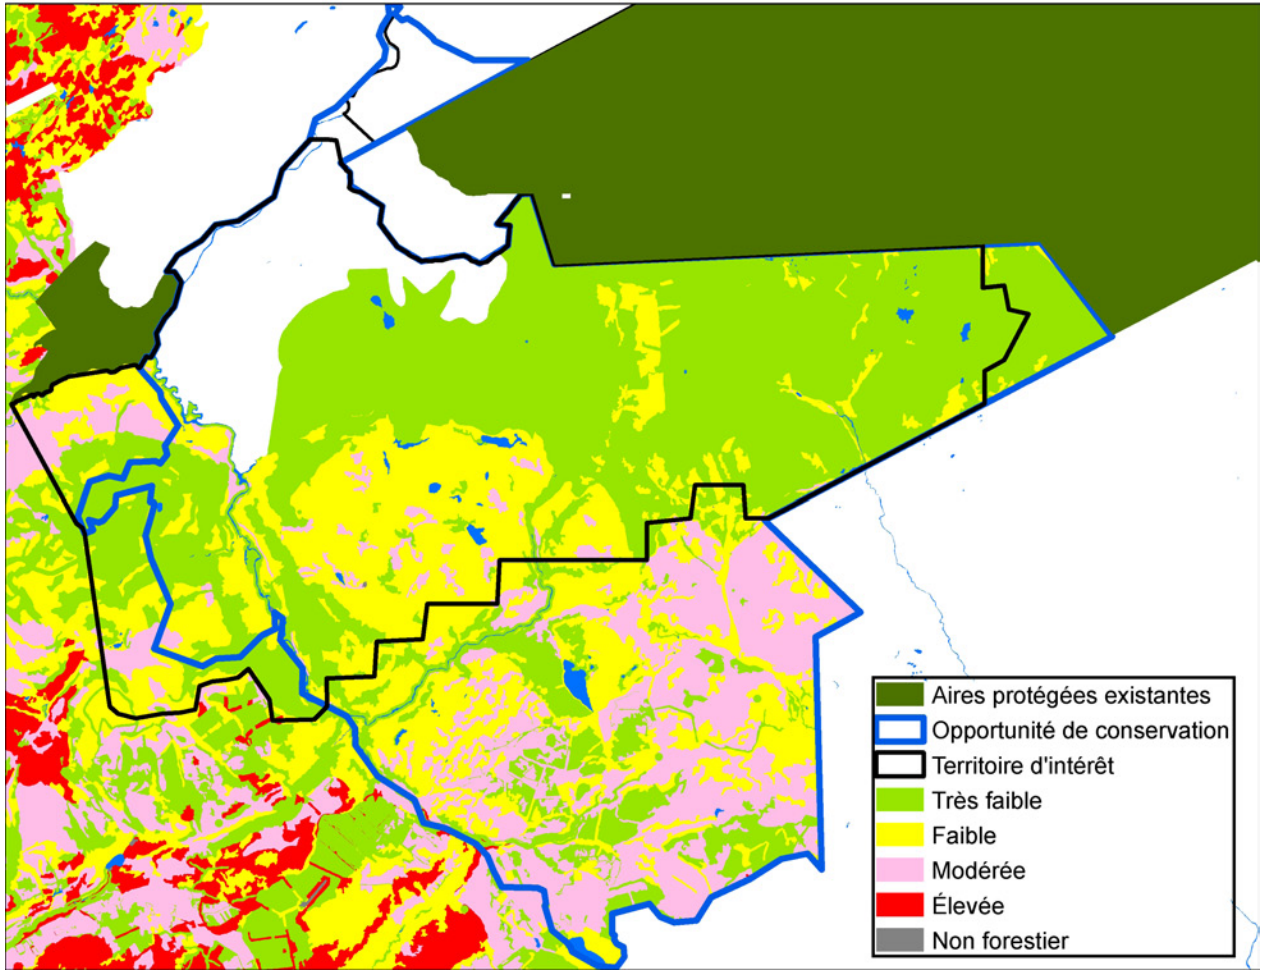 Aires protégées existantes
Opportunité de conservation
Territoire d'intérêt
Très faible
Faible
Modérée
Élevée
Non forestier